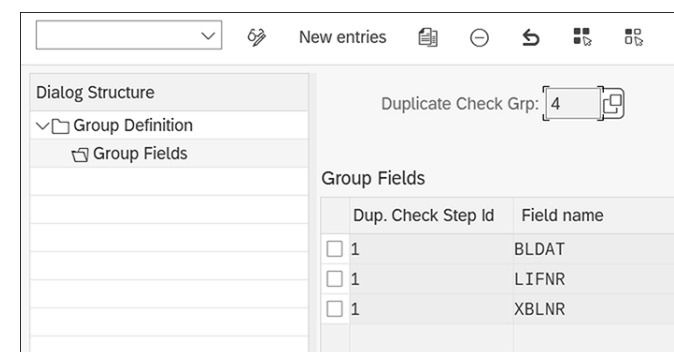 New entries
Dialog Structure
Group Definition
Group Fields
Duplicate Check Grp: 4
Group Fields
Dup. Check Step Id Field name
1 BLDAT
1 LIFNR
1 XBLNR